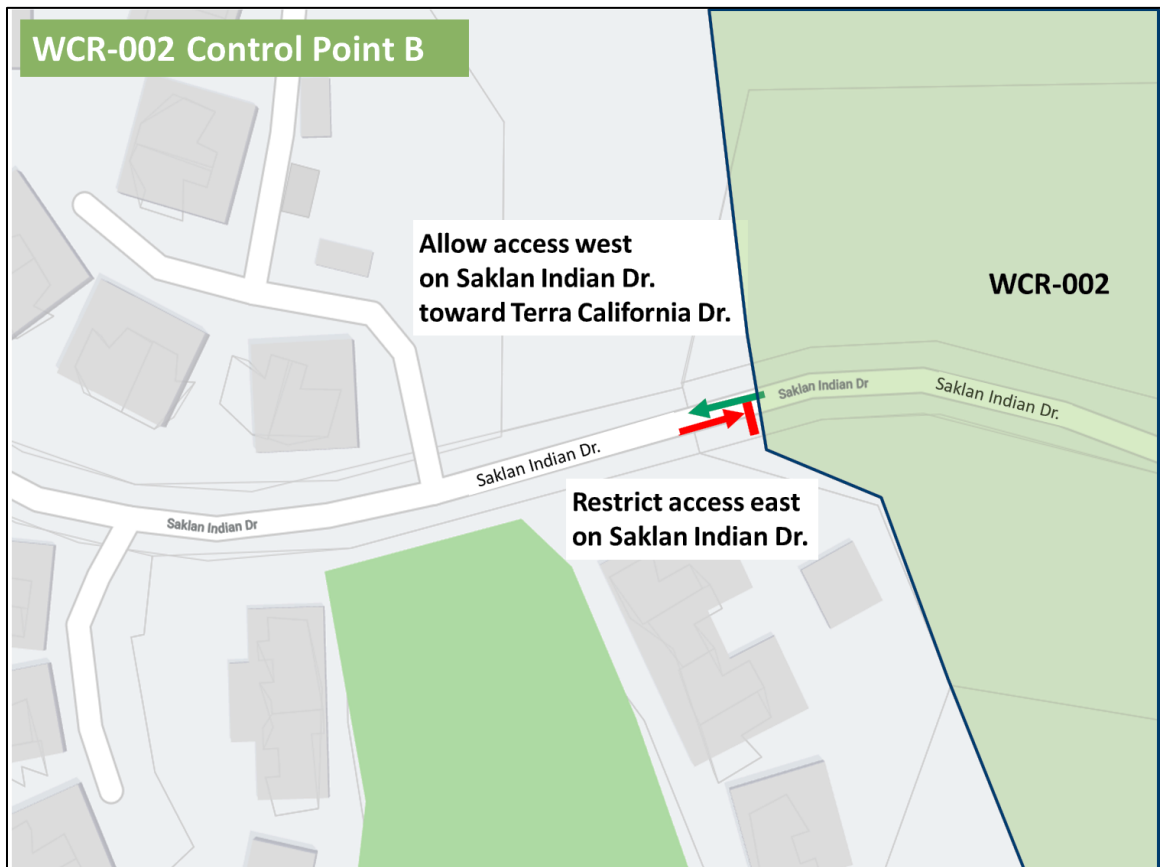 WCR-002 Control Point B
Allow access west
on Saklan Indian Dr.
toward Terra California Dr.
WCR-002
Saklan Indian Dr
Saklan Indian Dr.
Saklan Indian Dr.
Restrict access east
on Saklan Indian Dr.
Saklan Indian Dr